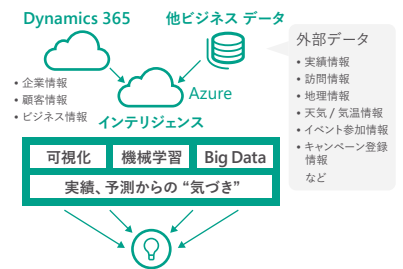 Dynamics 365
他ビジネス データ
外部データ
• 実績情報
• 訪問情報
• 地理情報
• 天気 / 気温情報
• イベント参加情報
• キャンペーン登録
情報
など
• 企業情報
• 顧客情報
• ビジネス情報
Azure
インテリジェンス
可視化
機械学習
Big Data
実績、予測からの “気づき”